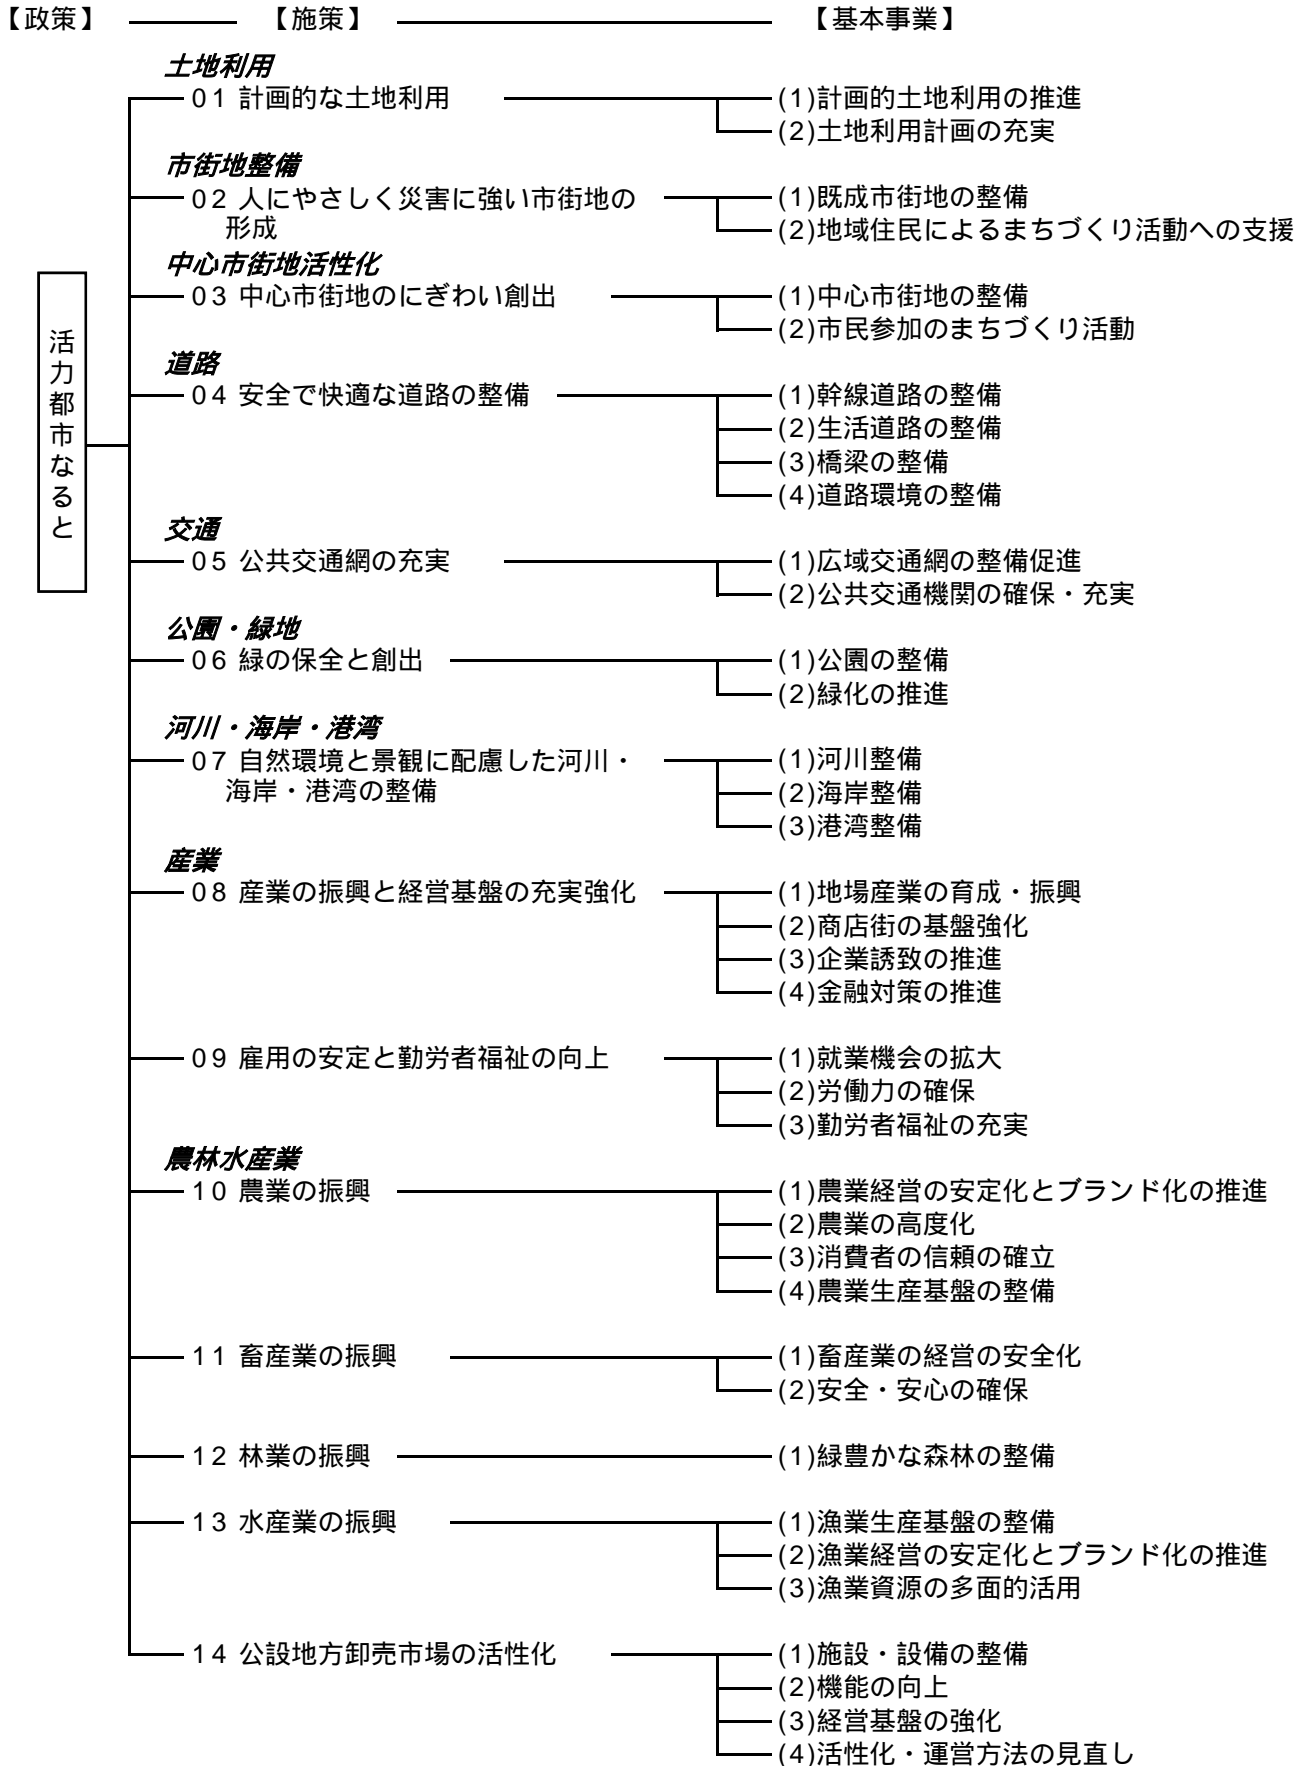 【政策】 【施策】 【基本事業】
土地利用
01 計画的な土地利用 (1)計画的土地利用の推進
(2)土地利用計画の充実
市街地整備
02 人にやさしく災害に強い市街地の (1)既成市街地の整備
形成 (2)地域住民によるまちづくり活動への支援
中心市街地活性化
03 中心市街地のにぎわい創出 (1)中心市街地の整備
(2)市民参加のまちづくり活動
活力都市なると
道路
04 安全で快適な道路の整備 (1)幹線道路の整備
(2)生活道路の整備
(3)橋梁の整備
(4)道路環境の整備
交通
05 公共交通網の充実 (1)広域交通網の整備促進
(2)公共交通機関の確保・充実
公園・緑地
06 緑の保全と創出 (1)公園の整備
(2)緑化の推進
河川・海岸・港湾
07 自然環境と景観に配慮した河川・ (1)河川整備
海岸・港湾の整備 (2)海岸整備
(3)港湾整備
産業
08 産業の振興と経営基盤の充実強化 (1)地場産業の育成・振興
(2)商店街の基盤強化
(3)企業誘致の推進
(4)金融対策の推進
09 雇用の安定と勤労者福祉の向上 (1)就業機会の拡大
(2)労働力の確保
(3)勤労者福祉の充実
農林水産業
10 農業の振興 (1)農業経営の安定化とブランド化の推進
(2)農業の高度化
(3)消費者の信頼の確立
(4)農業生産基盤の整備
11 畜産業の振興 (1)畜産業の経営の安全化
(2)安全・安心の確保
12 林業の振興 (1)緑豊かな森林の整備
13 水産業の振興 (1)漁業生産基盤の整備
(2)漁業経営の安定化とブランド化の推進
(3)漁業資源の多面的活用
14 公設地方卸売市場の活性化 (1)施設・設備の整備
(2)機能の向上
(3)経営基盤の強化
(4)活性化・運営方法の見直し